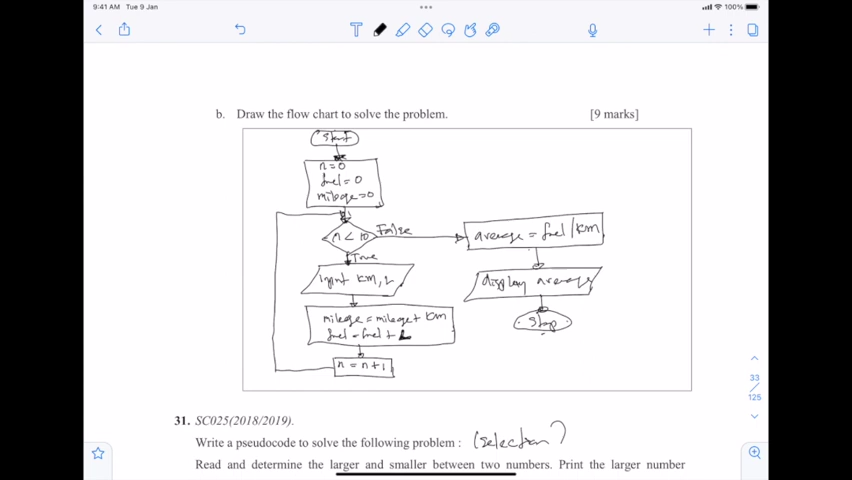 9:41 AM Tue 9 Jan
100%
b. Draw the flow chart to solve the problem. [9 marks]
start
n=0
fuel=0
mileage=0
n < 10
False
True
average = fuel/km
Input km, L
display average
mileage = mileage + km
fuel = fuel + L
stop
n = n+1
33
125
31. SC025(2018/2019).
Write a pseudocode to solve the following problem : (selection)
Read and determine the larger and smaller between two numbers. Print the larger number